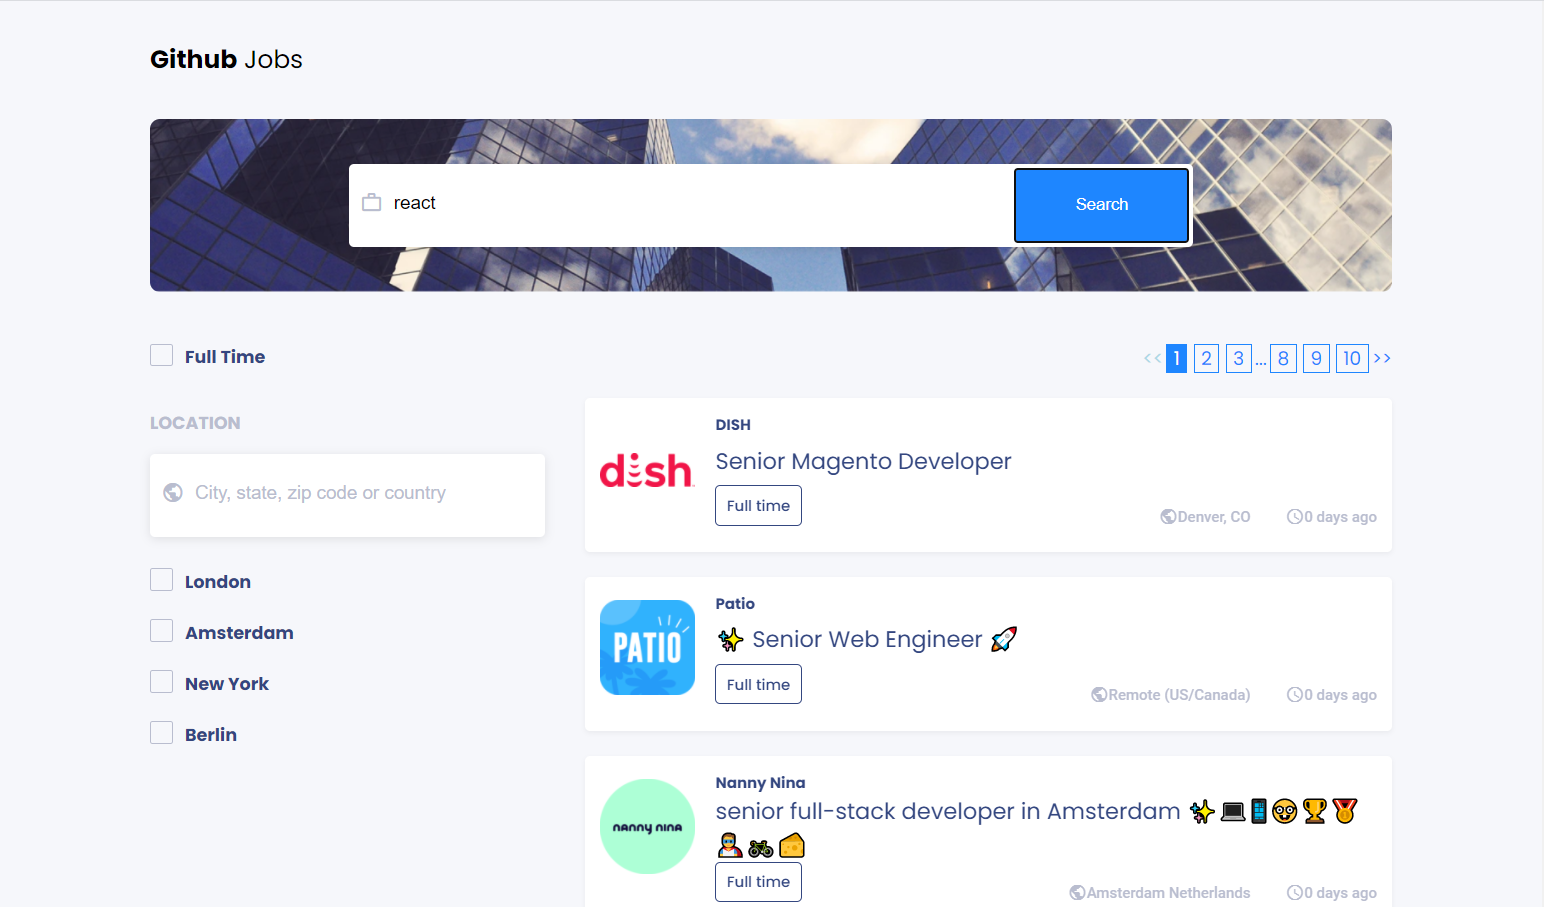 Github Jobs
react
Search
Full Time
<< 1 2 3 ... 8 9 10 >>
LOCATION
City, state, zip code or country
London
Amsterdam
New York
Berlin
DISH
dish
Senior Magento Developer
Full time
Denver, CO 0 days ago
Patio
PATIO
✨ Senior Web Engineer 🚀
Full time
Remote (US/Canada) 0 days ago
Nanny Nina
nanny nina
senior full-stack developer in Amsterdam ✨💻📱🤓🏆🏅
🦸‍♂️🚲🧀
Full time
Amsterdam Netherlands 0 days ago